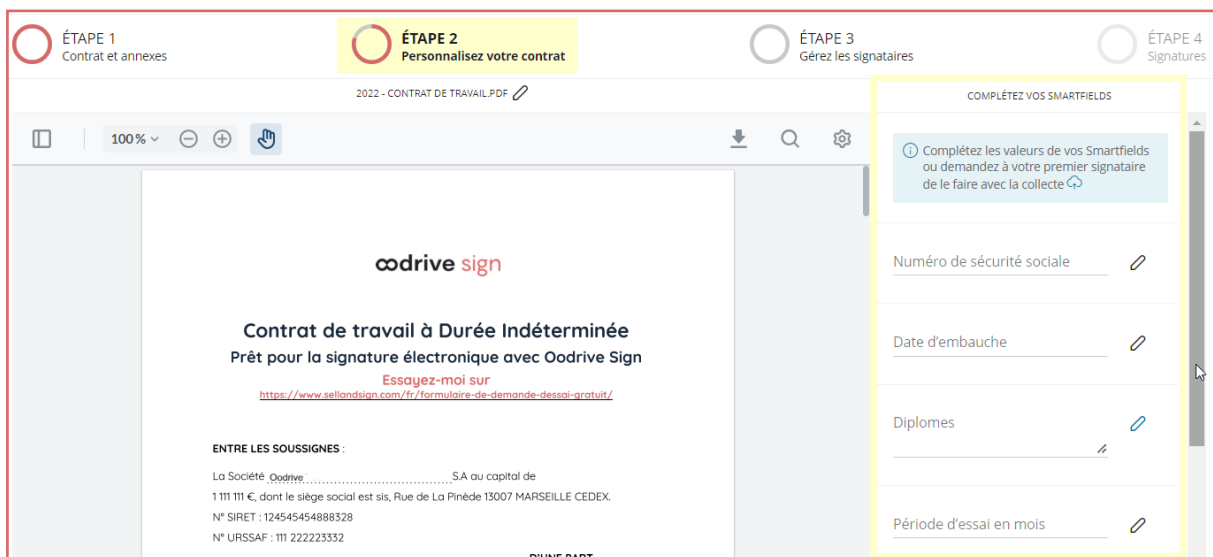 ÉTAPE 1
Contrat et annexes
ÉTAPE 2
Personnalisez votre contrat
ÉTAPE 3
Gérez les signataires
ÉTAPE 4
Signatures
2022 - CONTRAT DE TRAVAIL.PDF
COMPLÉTEZ VOS SMARTFIELDS
100 %
Complétez les valeurs de vos Smartfields
ou demandez à votre premier signataire
de le faire avec la collecte
oodrive sign
Numéro de sécurité sociale
Contrat de travail à Durée Indéterminée
Prêt pour la signature électronique avec Oodrive Sign
Date d'embauche
Essayez-moi sur
https://www.sellandsign.com/fr/formulaire-de-demande-dessai-gratuit/
Diplomes
ENTRE LES SOUSSIGNES :
La Société Oodrive S.A au capital de
1 111 111 €, dont le siège social est sis, Rue de La Pinède 13007 MARSEILLE CEDEX.
N° SIRET : 124545454888328
Période d'essai en mois
N° URSSAF : 111 222223332
D'UNE PART